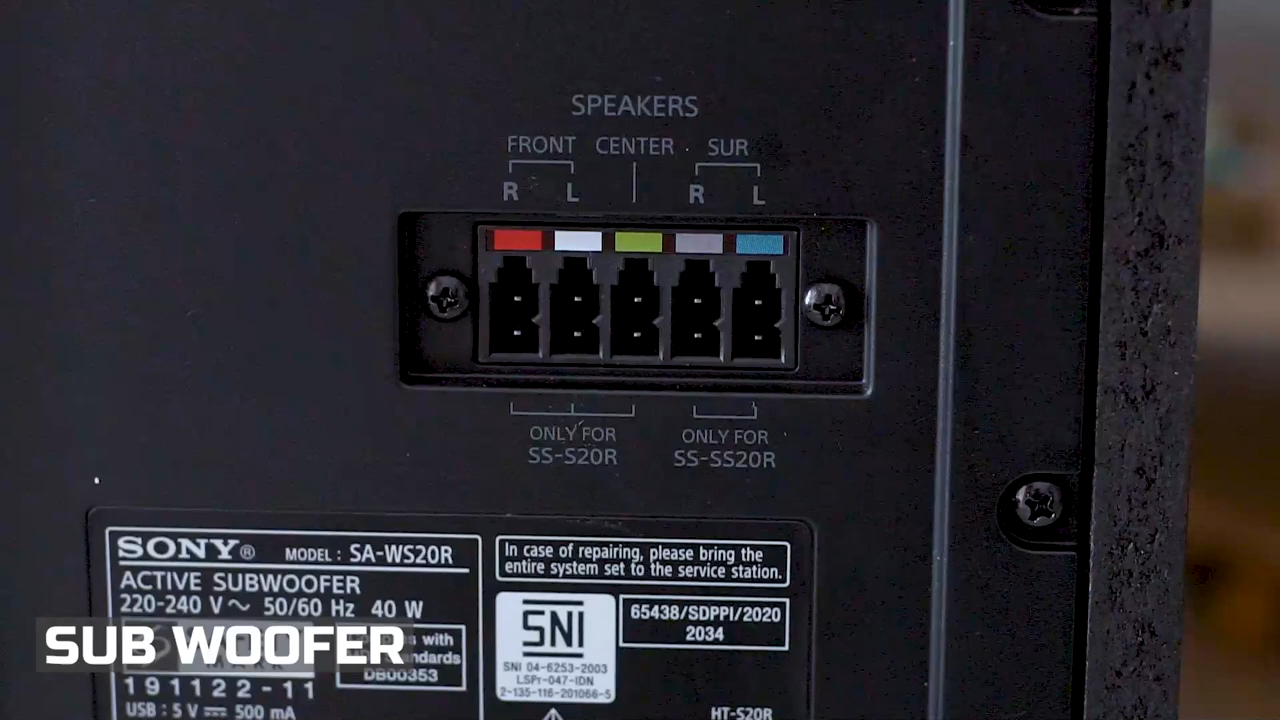 SPEAKERS
FRONT CENTER SUR
R L R L
ONLY FOR
SS-S20R
ONLY FOR
SS-SS20R
SONY® MODEL : SA-WS20R
ACTIVE SUBWOOFER
220-240 V ~ 50/60 Hz 40 W
with
Standards
DB00353
191122-11
USB : 5 V ⎓ 500 mA
In case of repairing, please bring the
entire system set to the service station.
SNI
SNI 04-6253-2003
LSPr-047-IDN
2-135-116-201066-5
65438/SDPPI/2020
2034
HT-S20R
SUB WOOFER